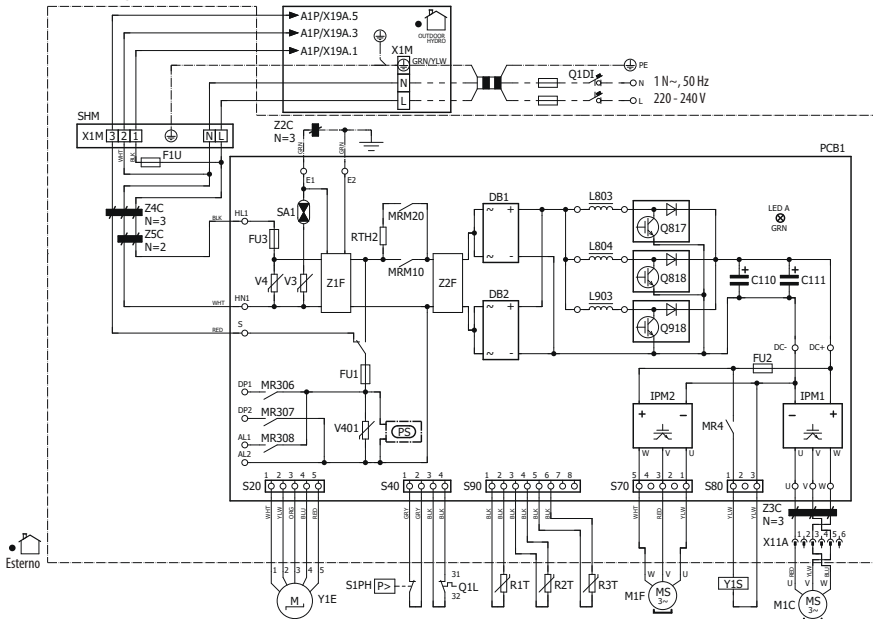 A1P/X19A.5
A1P/X19A.3
A1P/X19A.1
OUTDOOR
HYDRO
X1M
GRN/YLW
N
L
Q1DI
PE
N
L
1 N~, 50 Hz
220 - 240 V
SHM
X1M 3 2 1
N L
F1U
WHT
BLK
Z2C
N=3
GRN
GRN
E1
E2
PCB1
Z4C
N=3
Z5C
N=2
BLK
HL1
FU3
SA1
RTH2
MRM20
MRM10
DB1
~ +
~ -
L803
Q817
LED A
GRN
V4
V3
Z1F
Z2F
L804
Q818
C110
C111
WHT
HN1
DB2
~ +
~ -
L903
Q918
RED
S
FU1
DC-
DC+
FU2
DP1
MR306
DP2
MR307
AL1
MR308
AL2
V401
PS
IPM2
+ -
W V U
MR4
IPM1
- +
U V W
U V W
S20
1 2 3 4 5
S40
1 2 3 4
S90
1 2 3 4 5 6 7 8
S70
5 4 3 2 1
S80
1 2 3
Z3C
N=3
X11A
1 2 3 4 5 6
WHT
YLW
ORG
BLU
RED
GRY
GRY
BLK
BLK
BLK
BLK
BLK
BLK
BLK
BLK
WHT
RED
YLW
YLW
YLW
RED
YLW
BLU
Esterno
1 2 3 4 5
M
Y1E
S1PH
P>
31
Q1L
32
R1T
R2T
R3T
W V U
M1F
MS
3~
Y1S
U V W
M1C
MS
3~